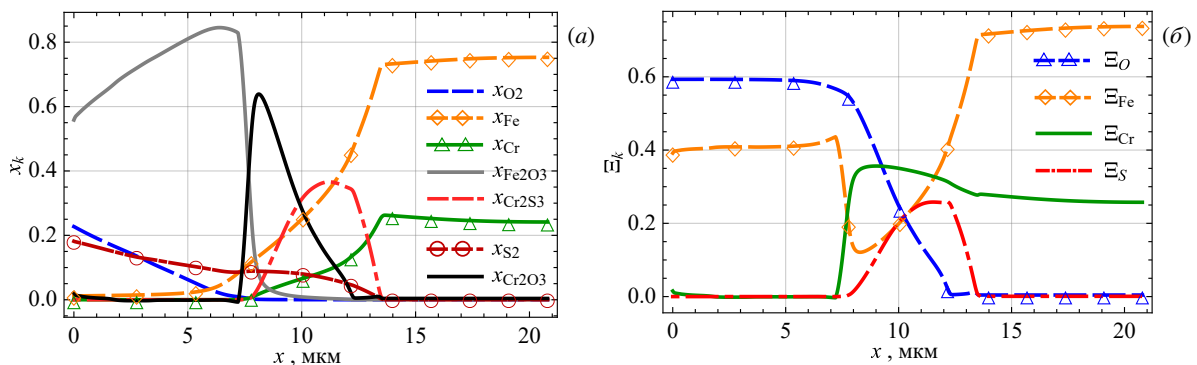 (а)
0.8
0.6
0.4
0.2
0.0
x_k
x_O2
x_Fe
x_Cr
x_Fe2O3
x_Cr2S3
x_S2
x_Cr2O3
0 5 10 15 20
x , мкм
(б)
0.6
0.4
0.2
0.0
Ξ_k
Ξ_O
Ξ_Fe
Ξ_Cr
Ξ_S
0 5 10 15 20
x , мкм